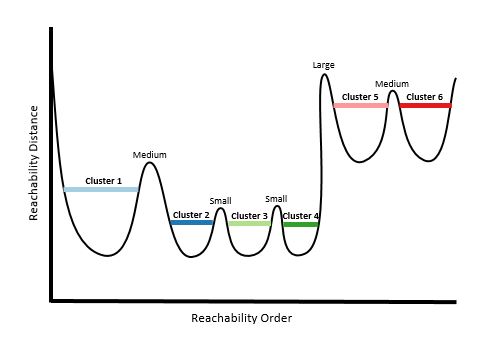 Large
Medium
Cluster 5
Cluster 6
Medium
Cluster 1
Small
Small
Cluster 2
Cluster 3
Cluster 4
Reachability Distance
Reachability Order